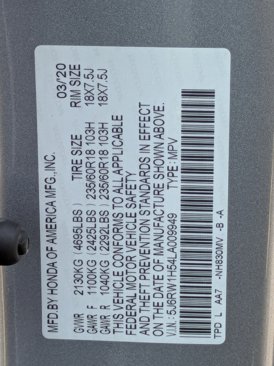 MFD.BY HONDA OF AMERICA MFG.,INC. 03/20
TIRE SIZE RIM SIZE
GVWR 2130KG (4695LBS)
GAWR F 1100KG (2425LBS) 235/60R18 103H 18X7.5J
GAWR R 1040KG (2292LBS) 235/60R18 103H 18X7.5J
THIS VEHICLE CONFORMS TO ALL APPLICABLE
FEDERAL MOTOR VEHICLE SAFETY
AND THEFT PREVENTION STANDARDS IN EFFECT
ON THE DATE OF MANUFACTURE SHOWN ABOVE.
V.I.N.: 5J6RW1H54LA009949 TYPE: MPV
TPD L AA7 -NH830MV -B -A